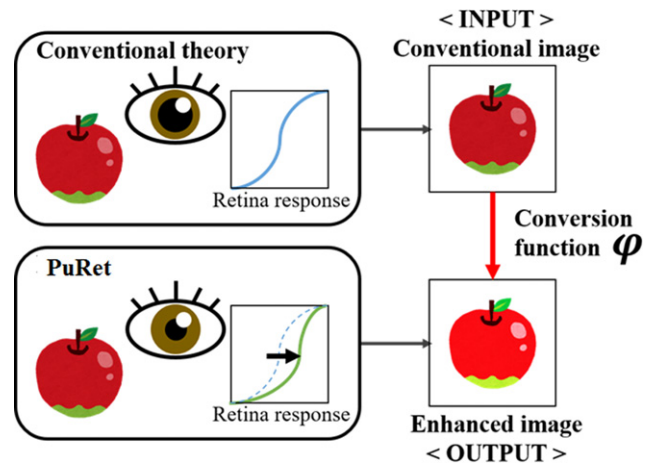 Conventional theory
Retina response
< INPUT >
Conventional image
Conversion
function φ
PuRet
Retina response
Enhanced image
< OUTPUT >